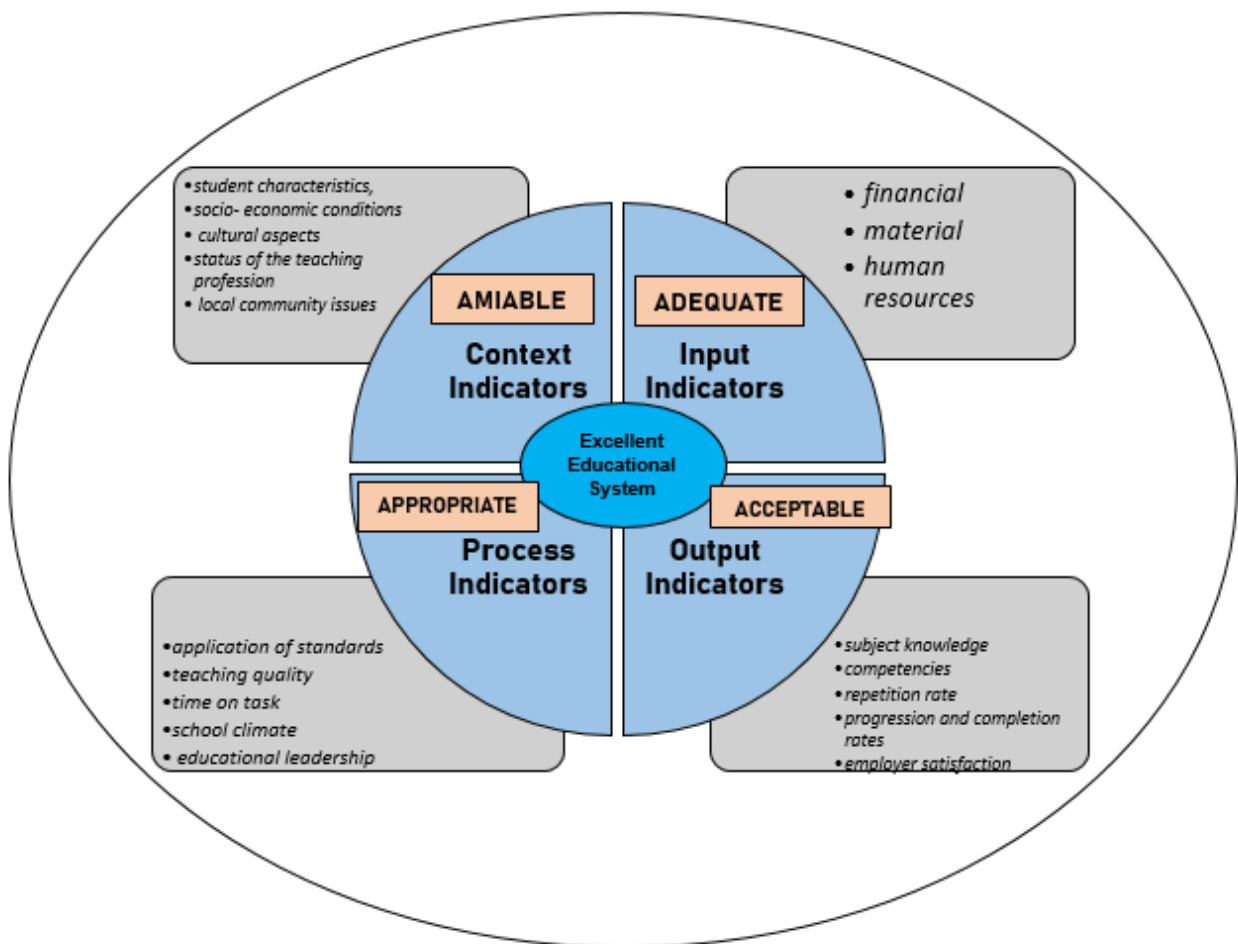 •student characteristics,
•socio- economic conditions
• cultural aspects
•status of the teaching
profession
• local community issues
• financial
• material
• human
resources
AMIABLE
Context
Indicators
ADEQUATE
Input
Indicators
Excellent
Educational
System
APPROPRIATE
Process
Indicators
ACCEPTABLE
Output
Indicators
•application of standards
•teaching quality
•time on task
•school climate
• educational leadership
•subject knowledge
•competencies
•repetition rate
•progression and completion
rates
•employer satisfaction